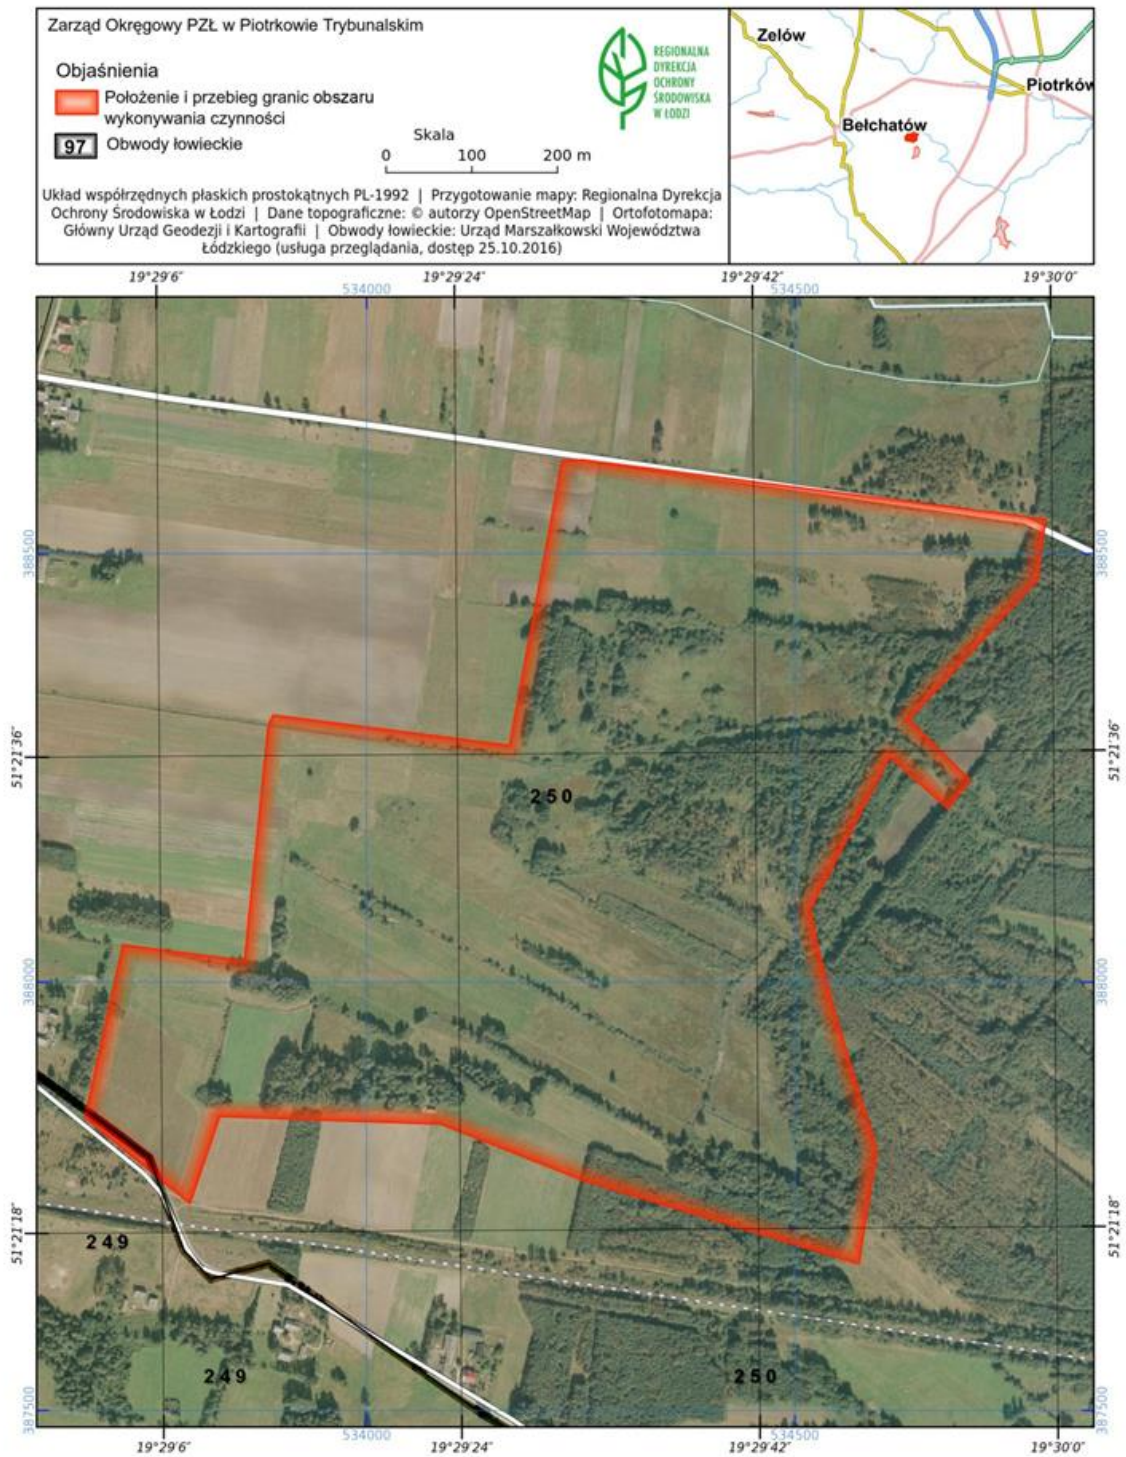 Zarząd Okręgowy PZŁ w Piotrkowie Trybunalskim
Objaśnienia
Położenie i przebieg granic obszaru
wykonywania czynności
97 Obwody łowieckie
Skala
0 100 200 m
REGIONALNA
DYREKCJA
OCHRONY
ŚRODOWISKA
W ŁODZI
Układ współrzędnych płaskich prostokątnych PL-1992 | Przygotowanie mapy: Regionalna Dyrekcja
Ochrony Środowiska w Łodzi | Dane topograficzne: © autorzy OpenStreetMap | Ortofotomapa:
Główny Urząd Geodezji i Kartografii | Obwody łowieckie: Urząd Marszałkowski Województwa
Łódzkiego (usługa przeglądania, dostęp 25.10.2016)
Zelów
Piotrków
Bełchatów
19°29'6" 19°29'24" 19°29'42" 19°30'0"
534000 534500
388500 388500
51°21'36" 51°21'36"
250
388000 388000
51°21'18" 51°21'18"
249
249 250
387500 387500
534000 534500
19°29'6" 19°29'24" 19°29'42" 19°30'0"